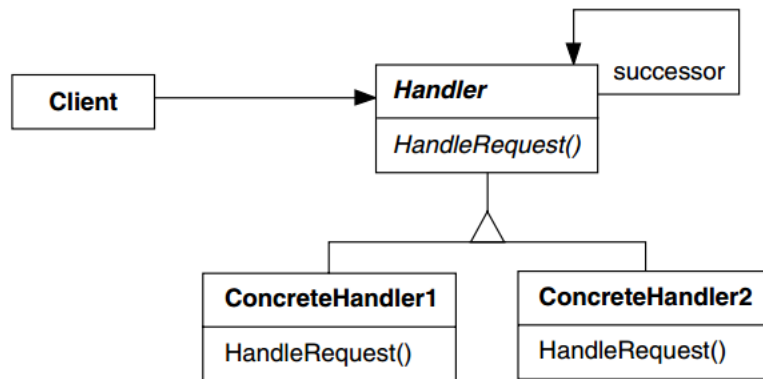 successor
Client
Handler
HandleRequest()
ConcreteHandler1
ConcreteHandler2
HandleRequest()
HandleRequest()